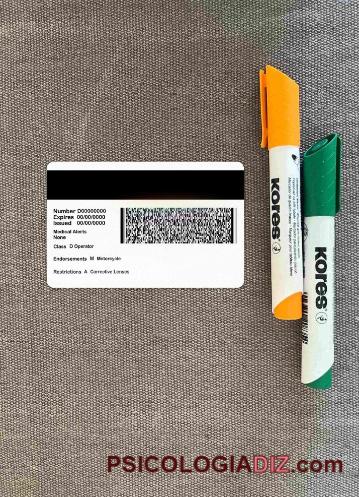 Number D00000000
Expires 00/00/0000
Issued 00/00/0000
Medical Alerts
None
Class D Operator
Endorsements M Motorcycle
Restrictions A Corrective Lenses
Kores
Kores
PSICOLOGIADIZ.com